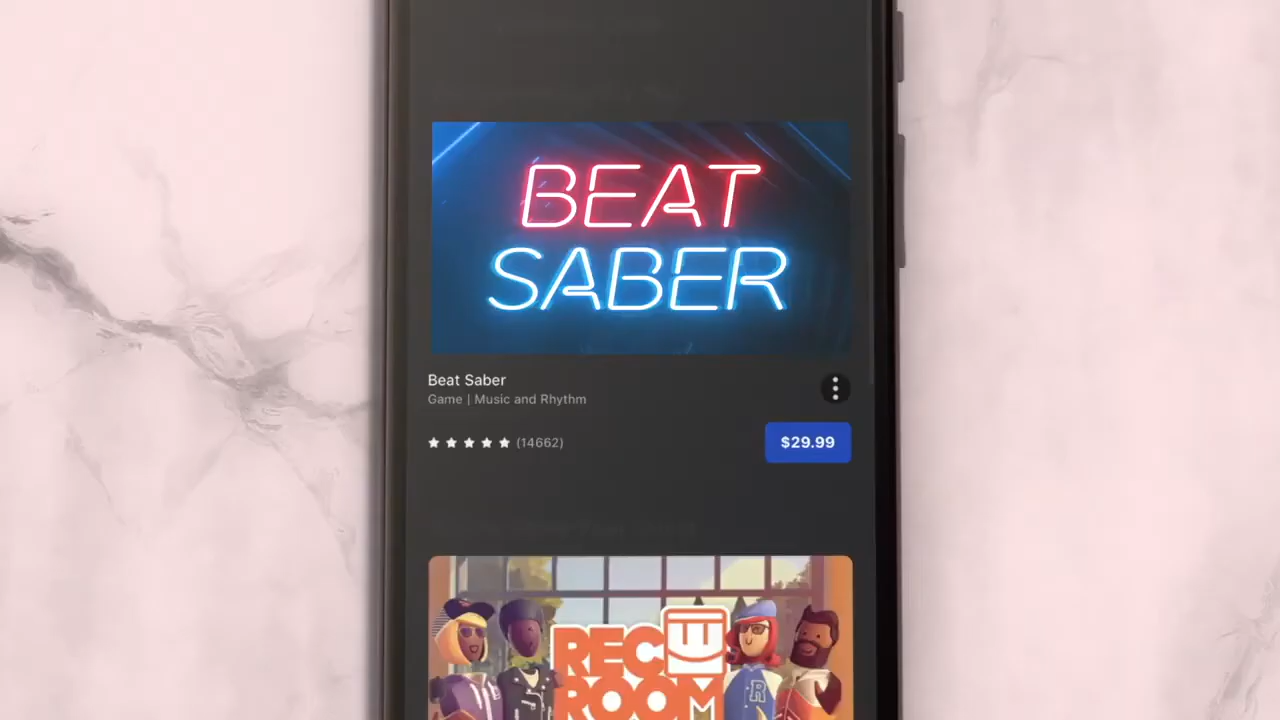 BEAT
SABER
Beat Saber
Game | Music and Rhythm
(14662)
$29.99
REC
ROOM
R